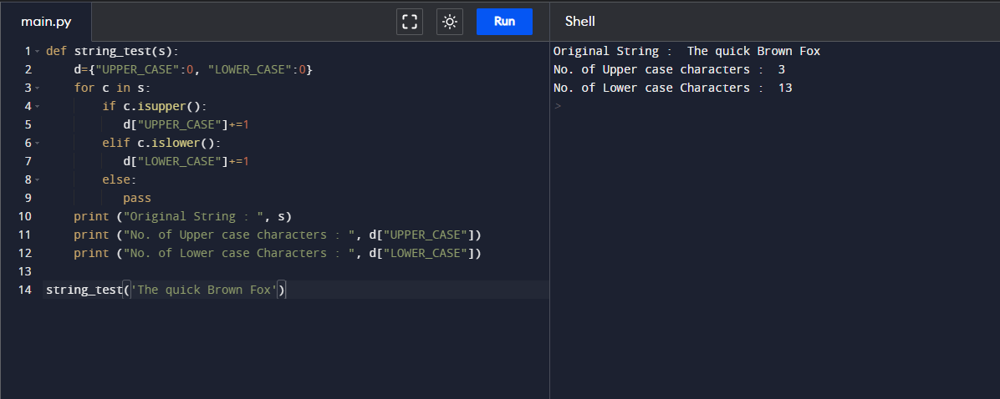 main.py
Run
Shell
1 def string_test(s):
2     d={"UPPER_CASE":0, "LOWER_CASE":0}
3     for c in s:
4         if c.isupper():
5            d["UPPER_CASE"]+=1
6         elif c.islower():
7            d["LOWER_CASE"]+=1
8         else:
9            pass
10     print ("Original String : ", s)
11     print ("No. of Upper case characters : ", d["UPPER_CASE"])
12     print ("No. of Lower case Characters : ", d["LOWER_CASE"])
13
14 string_test('The quick Brown Fox')
Original String :  The quick Brown Fox
No. of Upper case characters :  3
No. of Lower case Characters :  13
>